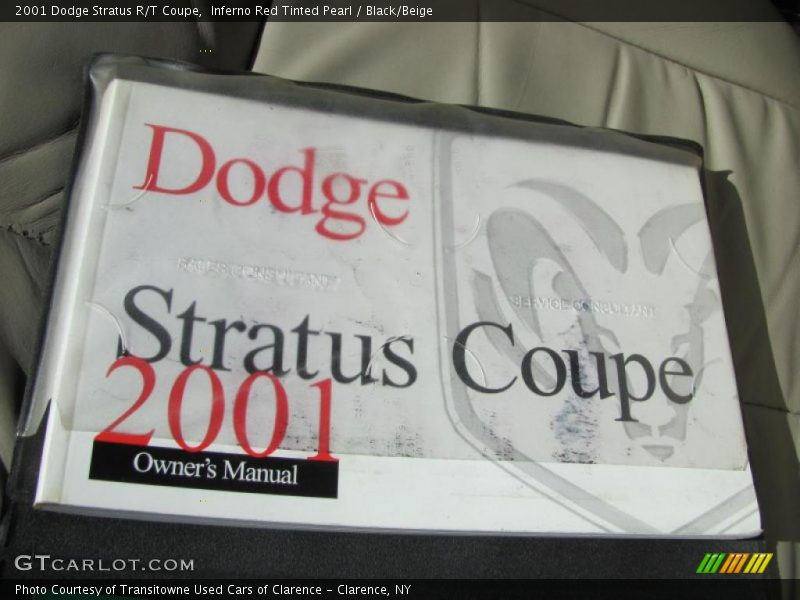 2001 Dodge Stratus R/T Coupe,  Inferno Red Tinted Pearl / Black/Beige
Dodge
SALES CONSULTANT
SERVICE CONSULTANT
Stratus Coupe
2001
Owner's Manual
GTCARLOT.COM
Photo Courtesy of Transitowne Used Cars of Clarence - Clarence, NY